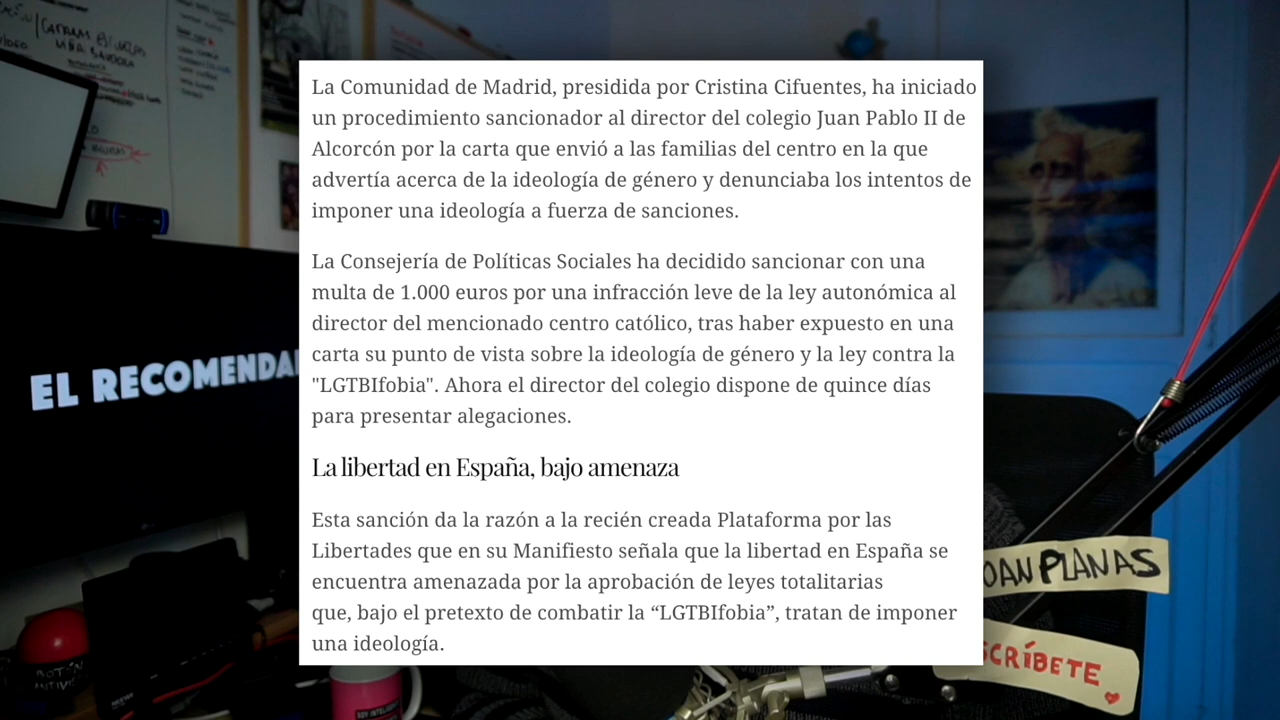 La Comunidad de Madrid, presidida por Cristina Cifuentes, ha iniciado
un procedimiento sancionador al director del colegio Juan Pablo II de
Alcorcón por la carta que envió a las familias del centro en la que
advertía acerca de la ideología de género y denunciaba los intentos de
imponer una ideología a fuerza de sanciones.
La Consejería de Políticas Sociales ha decidido sancionar con una
multa de 1.000 euros por una infracción leve de la ley autonómica al
director del mencionado centro católico, tras haber expuesto en una
carta su punto de vista sobre la ideología de género y la ley contra la
"LGTBIfobia". Ahora el director del colegio dispone de quince días
para presentar alegaciones.
La libertad en España, bajo amenaza
Esta sanción da la razón a la recién creada Plataforma por las
Libertades que en su Manifiesto señala que la libertad en España se
encuentra amenazada por la aprobación de leyes totalitarias
que, bajo el pretexto de combatir la “LGTBIfobia”, tratan de imponer
una ideología.
EL RECOMENDA
OAN PLANAS
SCRÍBETE